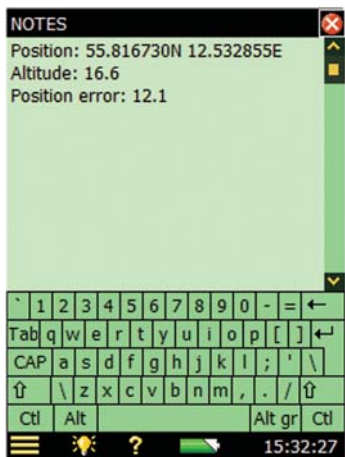 NOTES
Position: 55.816730N 12.532855E
Altitude: 16.6
Position error: 12.1
` 1 2 3 4 5 6 7 8 9 0 - = ←
Tab q w e r t y u i o p [ ] ↵
CAP a s d f g h j k l ; ' \
⇧ \ z x c v b n m , . / ⇧
Ctl Alt Alt gr Ctl
? 15:32:27